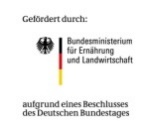 Gefördert durch:
Bundesministerium
für Ernährung
und Landwirtschaft
aufgrund eines Beschlusses
des Deutschen Bundestages